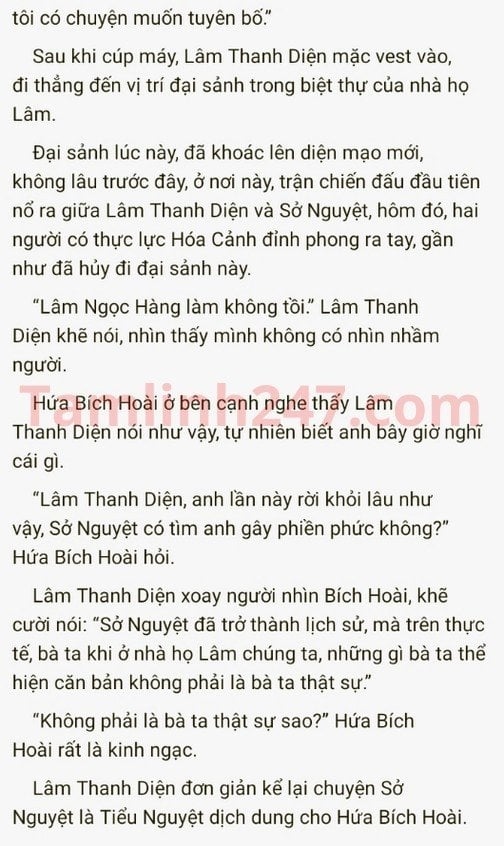 tôi có chuyện muốn tuyên bố.”
Sau khi cúp máy, Lâm Thanh Diện mặc vest vào,
đi thẳng đến vị trí đại sảnh trong biệt thự của nhà họ
Lâm.
Đại sảnh lúc này, đã khoác lên diện mạo mới,
không lâu trước đây, ở nơi này, trận chiến đấu đầu tiên
nổ ra giữa Lâm Thanh Diện và Sở Nguyệt, hôm đó, hai
người có thực lực Hóa Cảnh đỉnh phong ra tay, gần
như đã hủy đi đại sảnh này.
“Lâm Ngọc Hàng làm không tồi.” Lâm Thanh
Diện khẽ nói, nhìn thấy mình không có nhìn nhầm
người.
Tamlinh247.com
Hứa Bích Hoài ở bên cạnh nghe thấy Lâm
Thanh Diện nói như vậy, tự nhiên biết anh bây giờ nghĩ
cái gì.
“Lâm Thanh Diện, anh lần này rời khỏi lâu như
vậy, Sở Nguyệt có tìm anh gây phiền phức không?”
Hứa Bích Hoài hỏi.
Lâm Thanh Diện xoay người nhìn Bích Hoài, khẽ
cười nói: “Sở Nguyệt đã trở thành lịch sử, mà trên thực
tế, bà ta khi ở nhà họ Lâm chúng ta, những gì bà ta thể
hiện căn bản không phải là bà ta thật sự.”
“Không phải là bà ta thật sự sao?” Hứa Bích
Hoài rất là kinh ngạc.
Lâm Thanh Diện đơn giản kể lại chuyện Sở
Nguyệt là Tiểu Nguyệt dịch dung cho Hứa Bích Hoài.